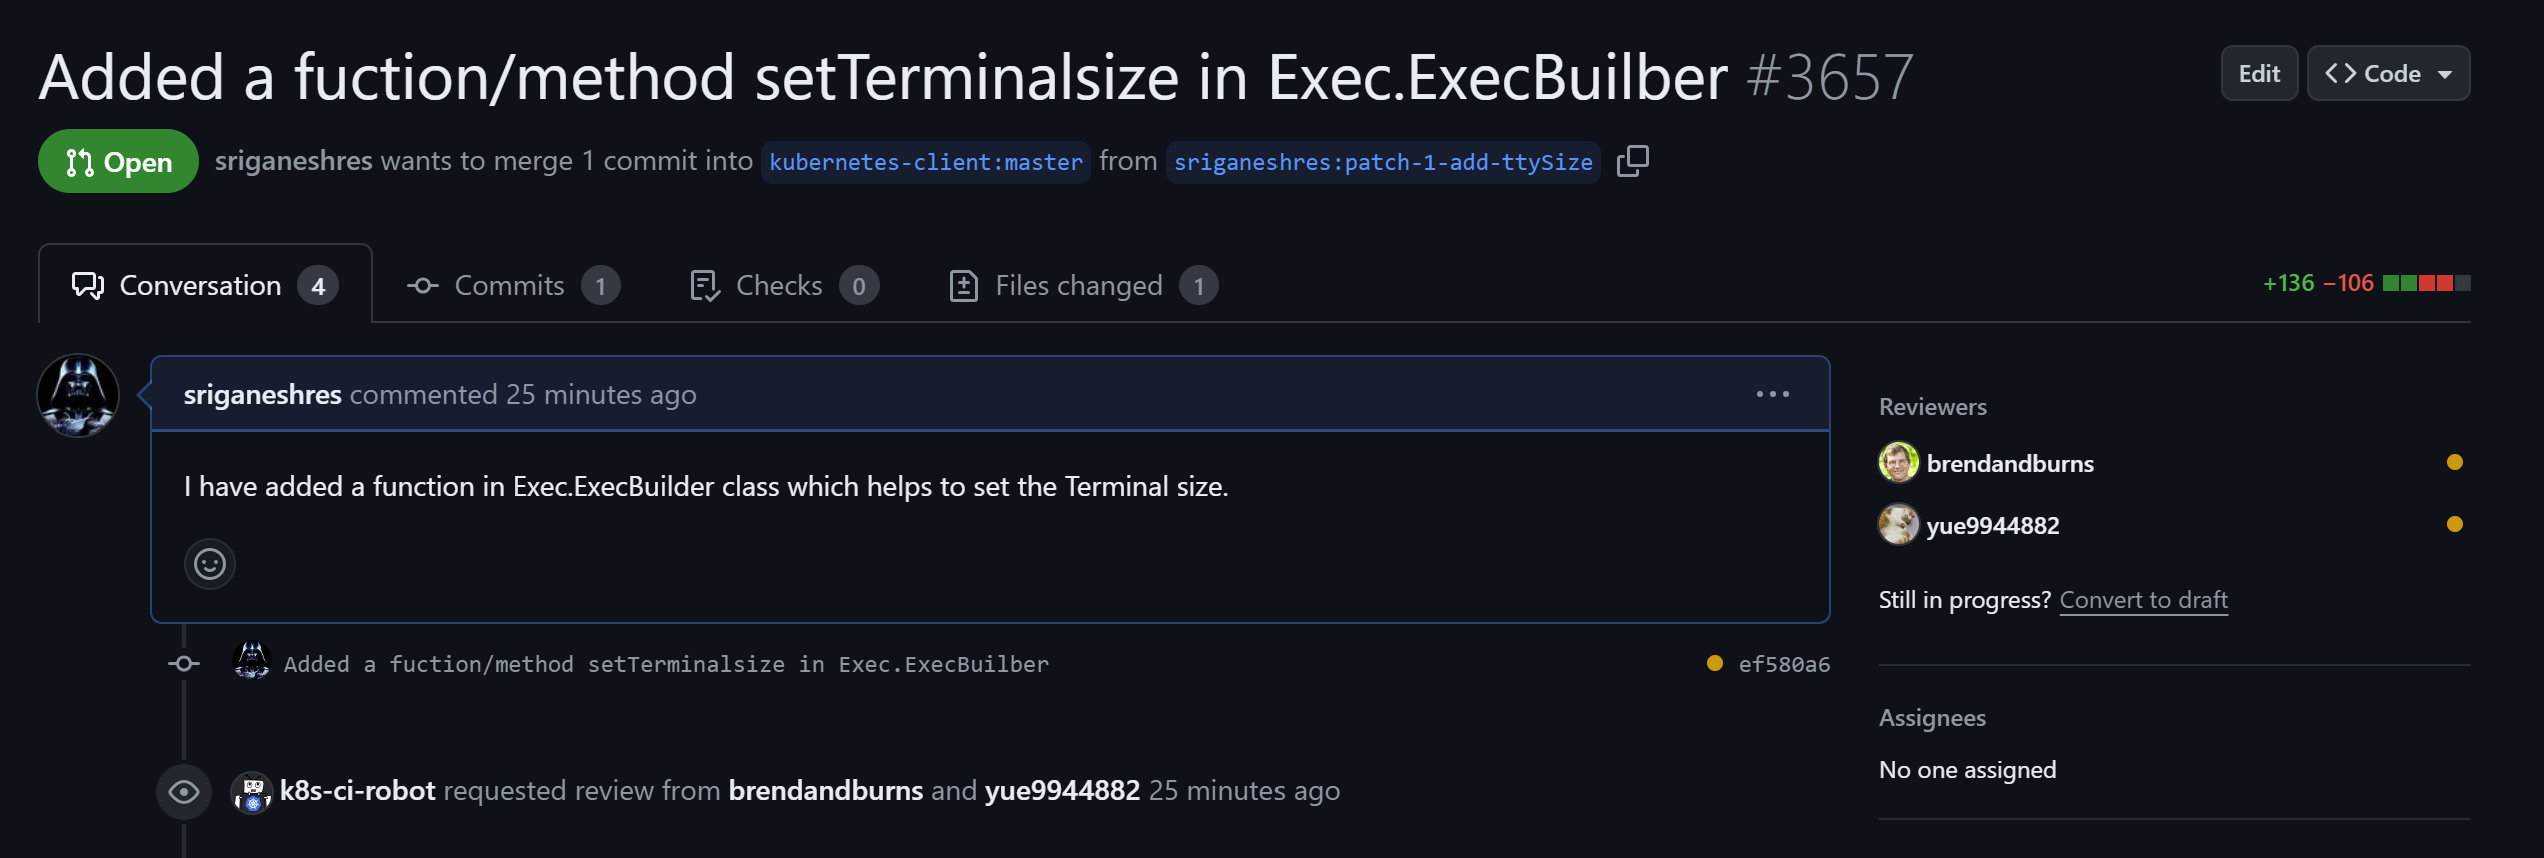 Added a fuction/method setTerminalsize in Exec.ExecBuilber #3657
Edit
Code
Open
sriganeshres wants to merge 1 commit into kubernetes-client:master from sriganeshres:patch-1-add-ttySize
Conversation 4
Commits 1
Checks 0
Files changed 1
+136 −106
sriganeshres commented 25 minutes ago
I have added a function in Exec.ExecBuilder class which helps to set the Terminal size.
Added a fuction/method setTerminalsize in Exec.ExecBuilber
ef580a6
k8s-ci-robot requested review from brendandburns and yue9944882 25 minutes ago
Reviewers
brendandburns
yue9944882
Still in progress? Convert to draft
Assignees
No one assigned